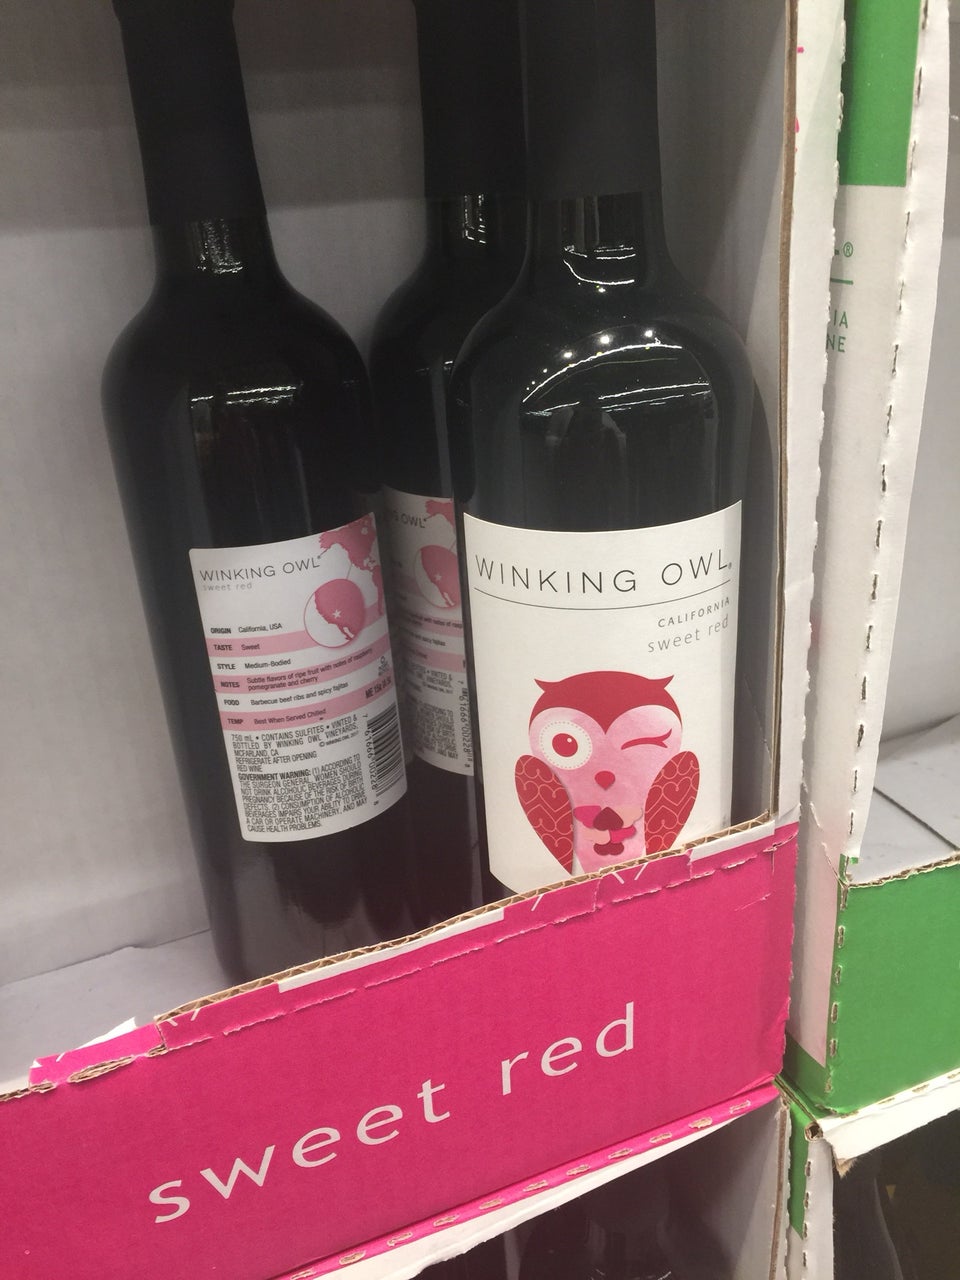 WINKING OWL®
sweet red
ORIGIN California, USA
TASTE Sweet
STYLE Medium-Bodied
NOTES Subtle flavors of ripe fruit with notes of raspberry, pomegranate and cherry
FOOD Barbecue beef ribs and spicy fajitas
TEMP Best When Served Chilled
750 mL • CONTAINS SULFITES • VINTED &
BOTTLED BY WINKING OWL VINEYARDS,
MCFARLAND, CA
REFRIGERATE AFTER OPENING
RED WINE
GOVERNMENT WARNING: (1) ACCORDING TO
THE SURGEON GENERAL, WOMEN SHOULD
NOT DRINK ALCOHOLIC BEVERAGES DURING
PREGNANCY BECAUSE OF THE RISK OF BIRTH
DEFECTS. (2) CONSUMPTION OF ALCOHOLIC
BEVERAGES IMPAIRS YOUR ABILITY TO DRIVE
A CAR OR OPERATE MACHINERY, AND MAY
CAUSE HEALTH PROBLEMS.
OWL
WINKING OWL®
CALIFORNIA
sweet red
sweet red
®
IA
NE